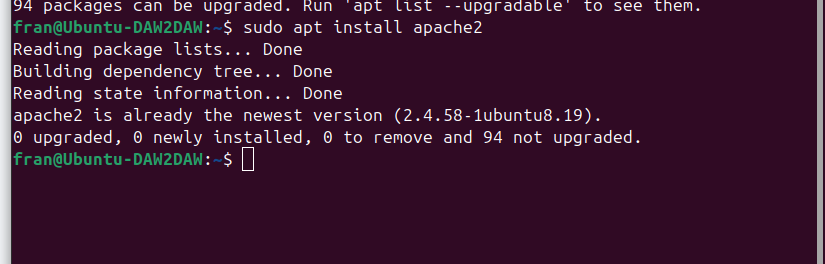 94 packages can be upgraded. Run 'apt list --upgradable' to see them.
fran@Ubuntu-DAW2DAW:~$ sudo apt install apache2
Reading package lists... Done
Building dependency tree... Done
Reading state information... Done
apache2 is already the newest version (2.4.58-1ubuntu8.19).
0 upgraded, 0 newly installed, 0 to remove and 94 not upgraded.
fran@Ubuntu-DAW2DAW:~$